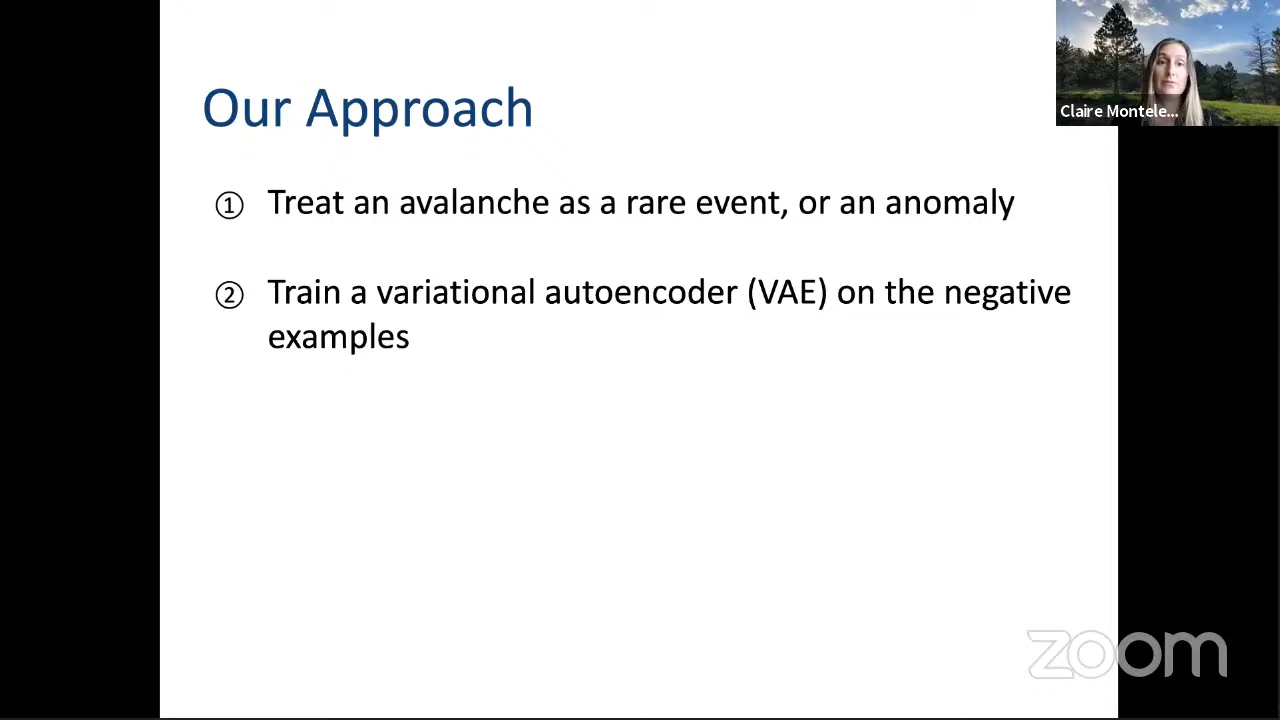 Our Approach
① Treat an avalanche as a rare event, or an anomaly
② Train a variational autoencoder (VAE) on the negative
examples
Claire Montele...
zoom